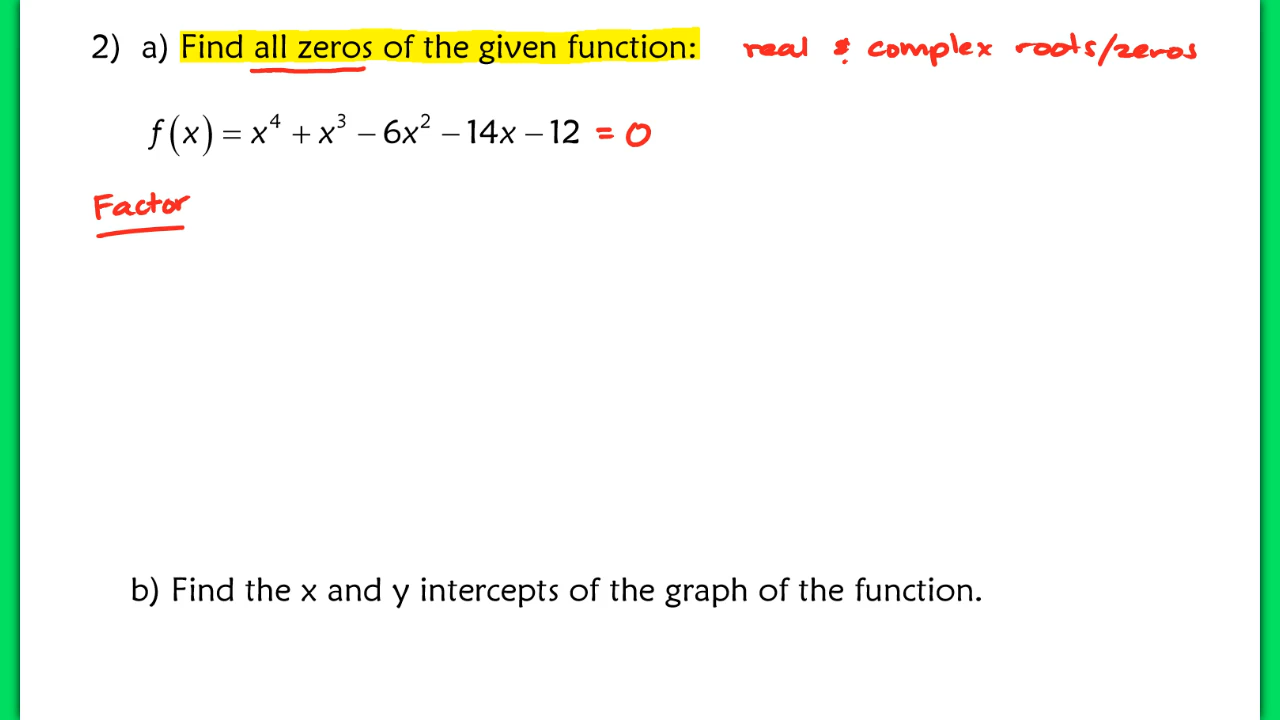 2) a) Find all zeros of the given function: real & complex roots/zeros
f(x) = x⁴ + x³ − 6x² − 14x − 12 = 0
Factor
b) Find the x and y intercepts of the graph of the function.